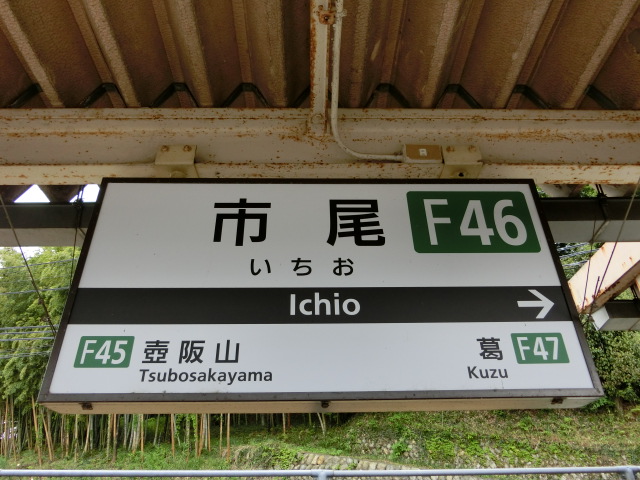 市尾 F46
いちお
Ichio →
F45 壺阪山 葛 F47
Tsubosakayama Kuzu